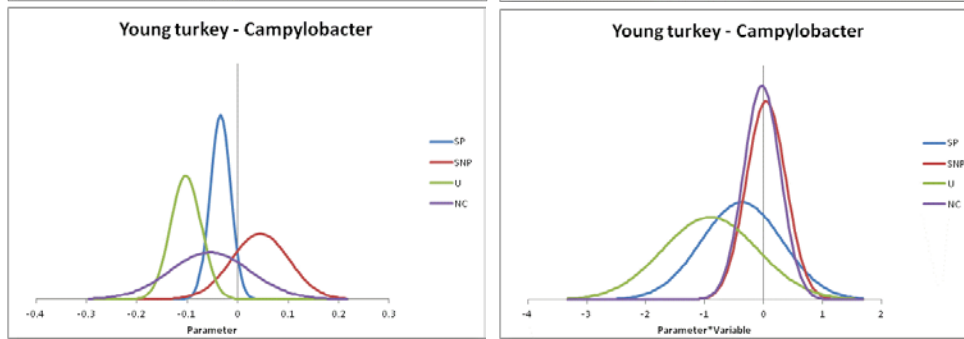 Young turkey - Campylobacter
SP
SNP
U
NC
-0.4 -0.3 -0.2 -0.1 0 0.1 0.2 0.3
Parameter
Young turkey - Campylobacter
SP
SNP
U
NC
-4 -3 -2 -1 0 1 2
Parameter*Variable